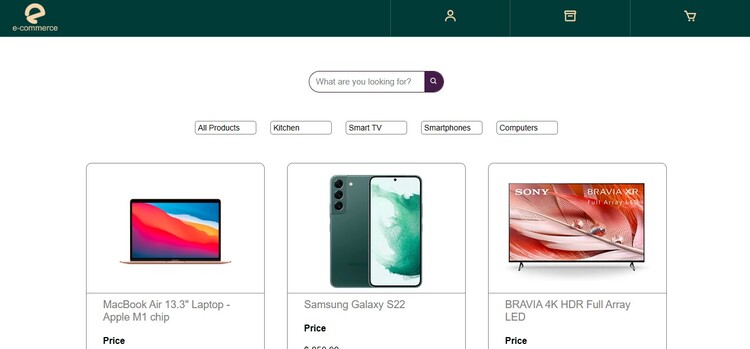 e-commerce
What are you looking for?
All Products
Kitchen
Smart TV
Smartphones
Computers
SONY
BRAVIA XR
Full Array LED
MacBook Air 13.3" Laptop -
Apple M1 chip
Price
Samsung Galaxy S22
Price
BRAVIA 4K HDR Full Array
LED
Price